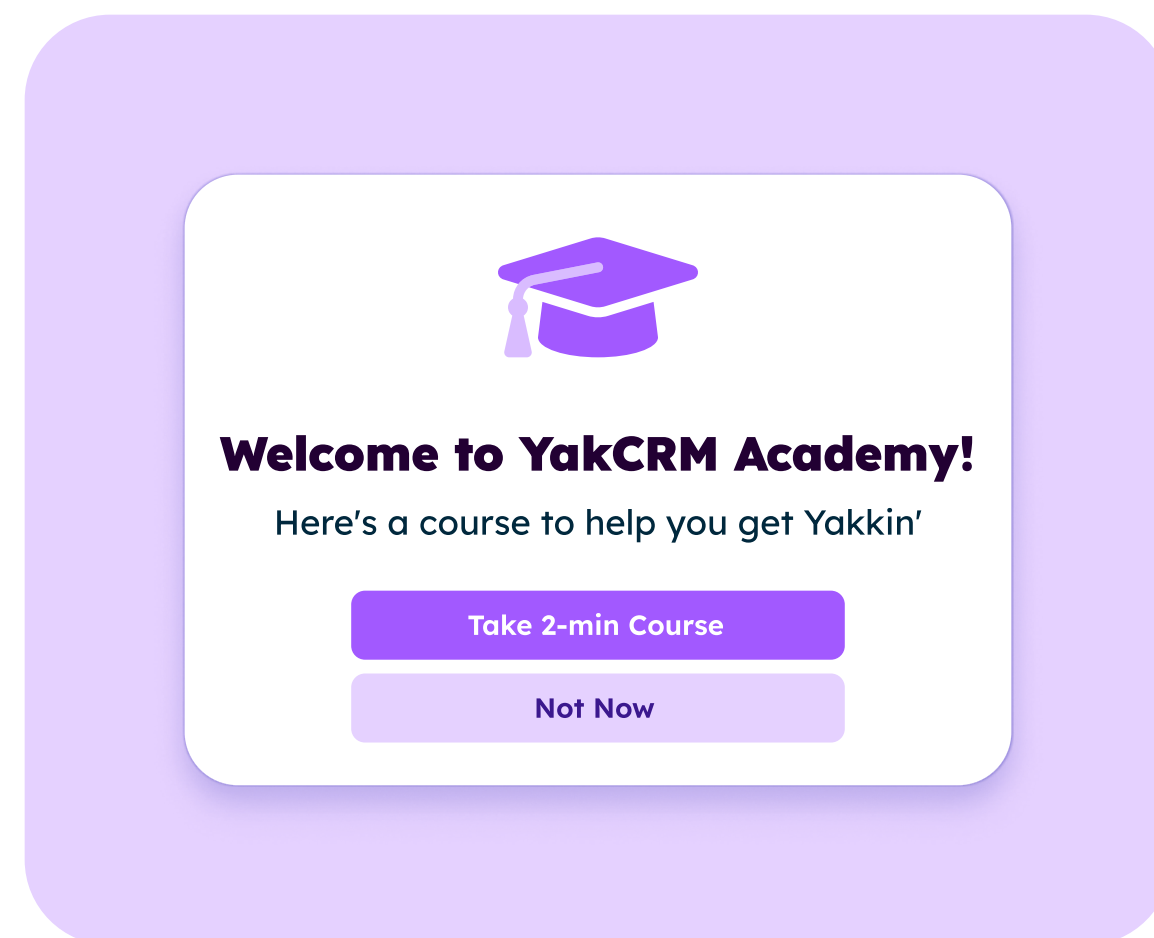 Welcome to YakCRM Academy!
Here's a course to help you get Yakkin'
Take 2-min Course
Not Now